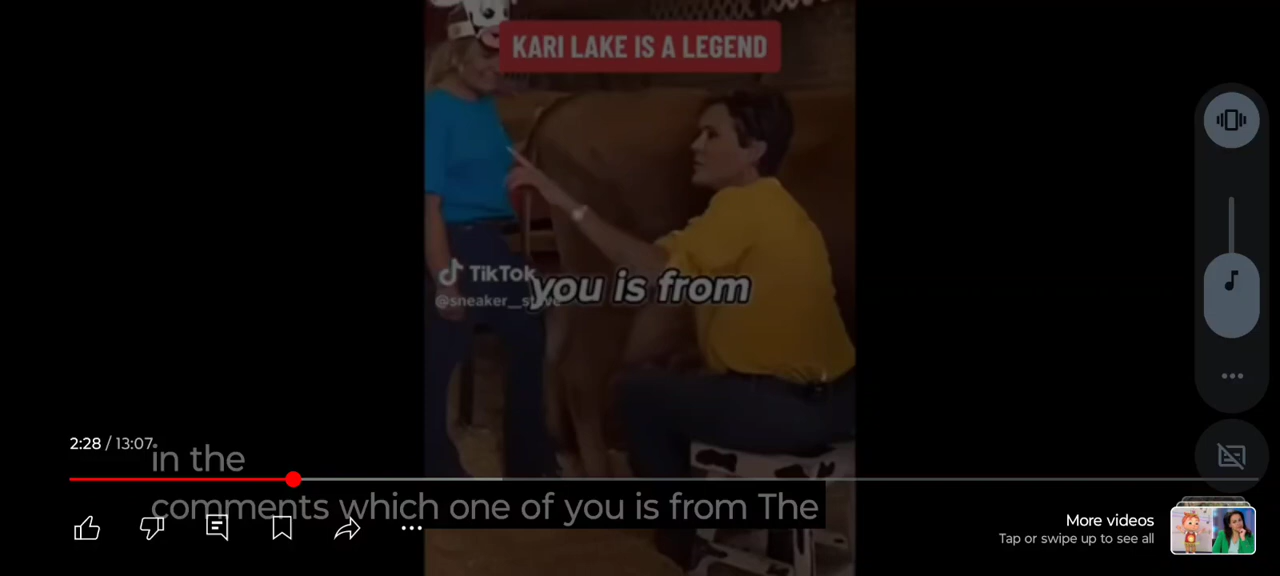 KARI LAKE IS A LEGEND
TikTok
you is from
2:28 / 13:07
in the
comments which one of you is from The
More videos
Tap or swipe up to see all